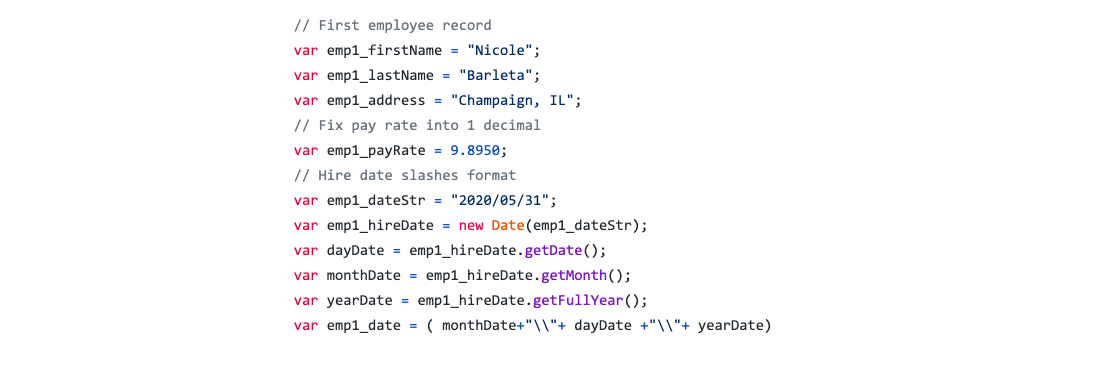 // First employee record
var emp1_firstName = "Nicole";
var emp1_lastName = "Barleta";
var emp1_address = "Champaign, IL";
// Fix pay rate into 1 decimal
var emp1_payRate = 9.8950;
// Hire date slashes format
var emp1_dateStr = "2020/05/31";
var emp1_hireDate = new Date(emp1_dateStr);
var dayDate = emp1_hireDate.getDate();
var monthDate = emp1_hireDate.getMonth();
var yearDate = emp1_hireDate.getFullYear();
var emp1_date = ( monthDate+"\\"+ dayDate +"\\"+ yearDate)